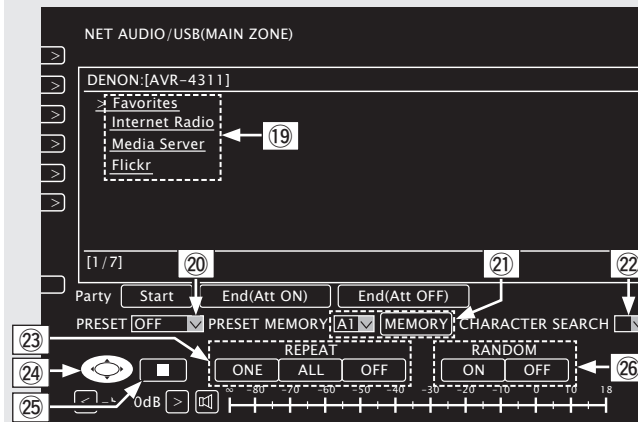 NET AUDIO/USB(MAIN ZONE)
>
>
>
>
>
>
DENON:[AVR-4311]
> Favorites
Internet Radio
Media Server
Flickr
⑲
[1/7]
⑳ ㉑ ㉒
Party Start End(Att ON) End(Att OFF)
PRESET OFF PRESET MEMORY A1 MEMORY CHARACTER SEARCH
㉓ REPEAT RANDOM
㉔ ONE ALL OFF ON OFF ㉖
∞ -80 -70 -60 -50 -40 -30 -20 -10 0 10 18
㉕ < 0dB >